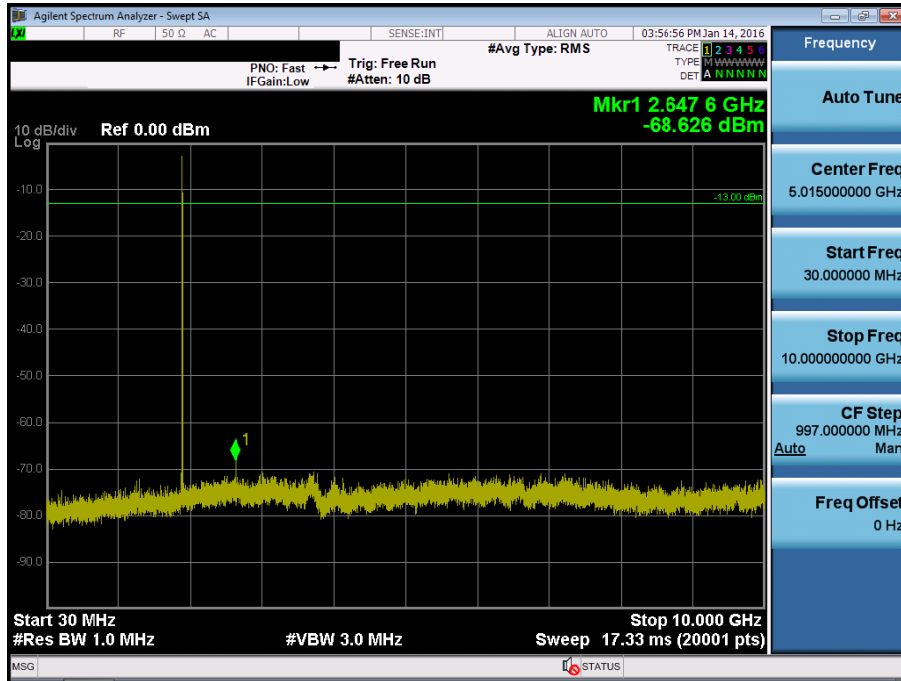 Agilent Spectrum Analyzer - Swept SA
LXI RF 50 Ω AC SENSE:INT ALIGN AUTO 03:56:56 PM Jan 14, 2016
#Avg Type: RMS TRACE 1 2 3 4 5 6
PNO: Fast Trig: Free Run TYPE M WWWWW
IFGain:Low #Atten: 10 dB DET A N N N N N
Frequency
Mkr1 2.647 6 GHz
-68.626 dBm
10 dB/div Ref 0.00 dBm
Log
-10.0
-13.00 dBm
-20.0
-30.0
-40.0
-50.0
-60.0
1
-70.0
-80.0
-90.0
Start 30 MHz Stop 10.000 GHz
#Res BW 1.0 MHz #VBW 3.0 MHz Sweep 17.33 ms (20001 pts)
MSG STATUS
Auto Tune
Center Freq
5.015000000 GHz
Start Freq
30.000000 MHz
Stop Freq
10.000000000 GHz
CF Step
997.000000 MHz
Auto Man
Freq Offset
0 Hz